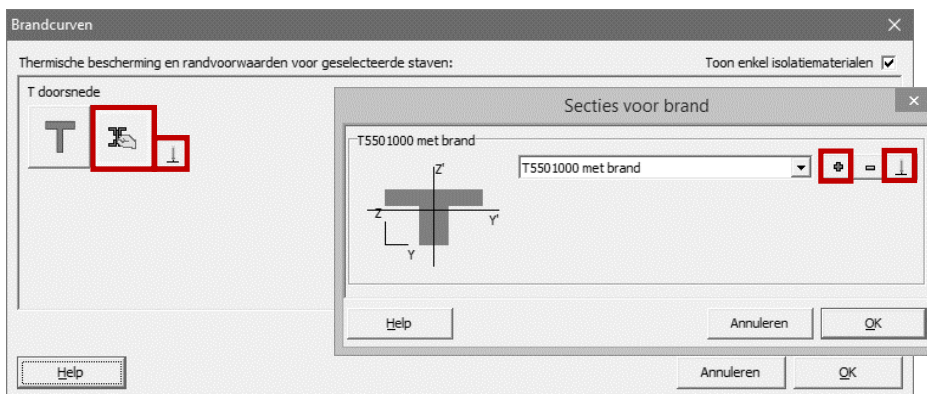 Brandcurven
Thermische bescherming en randvoorwaarden voor geselecteerde staven:
Toon enkel isolatiematerialen
T doorsnede
Secties voor brand
T5501000 met brand
T5501000 met brand
Z'
Z
Y'
Y
Help
Annuleren
OK
Help
Annuleren
OK